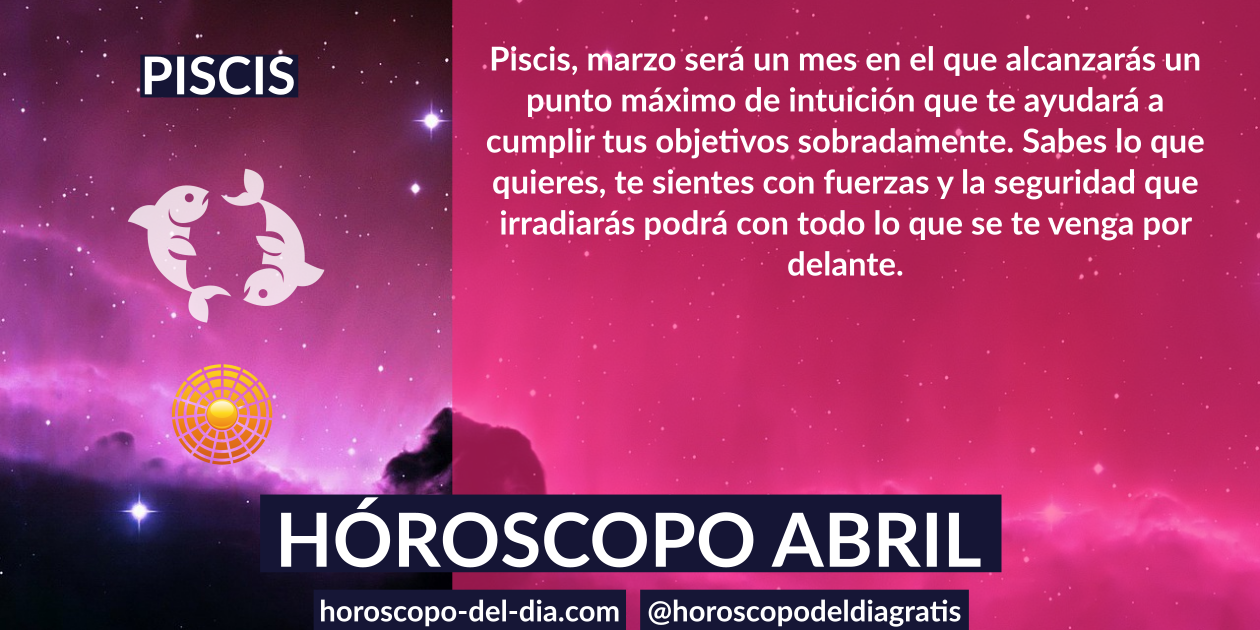 PISCIS
Piscis, marzo será un mes en el que alcanzarás un
punto máximo de intuición que te ayudará a
cumplir tus objetivos sobradamente. Sabes lo que
quieres, te sientes con fuerzas y la seguridad que
irradiarás podrá con todo lo que se te venga por
delante.
HÓROSCOPO ABRIL
horoscopo-del-dia.com
@horoscopodeldiagratis